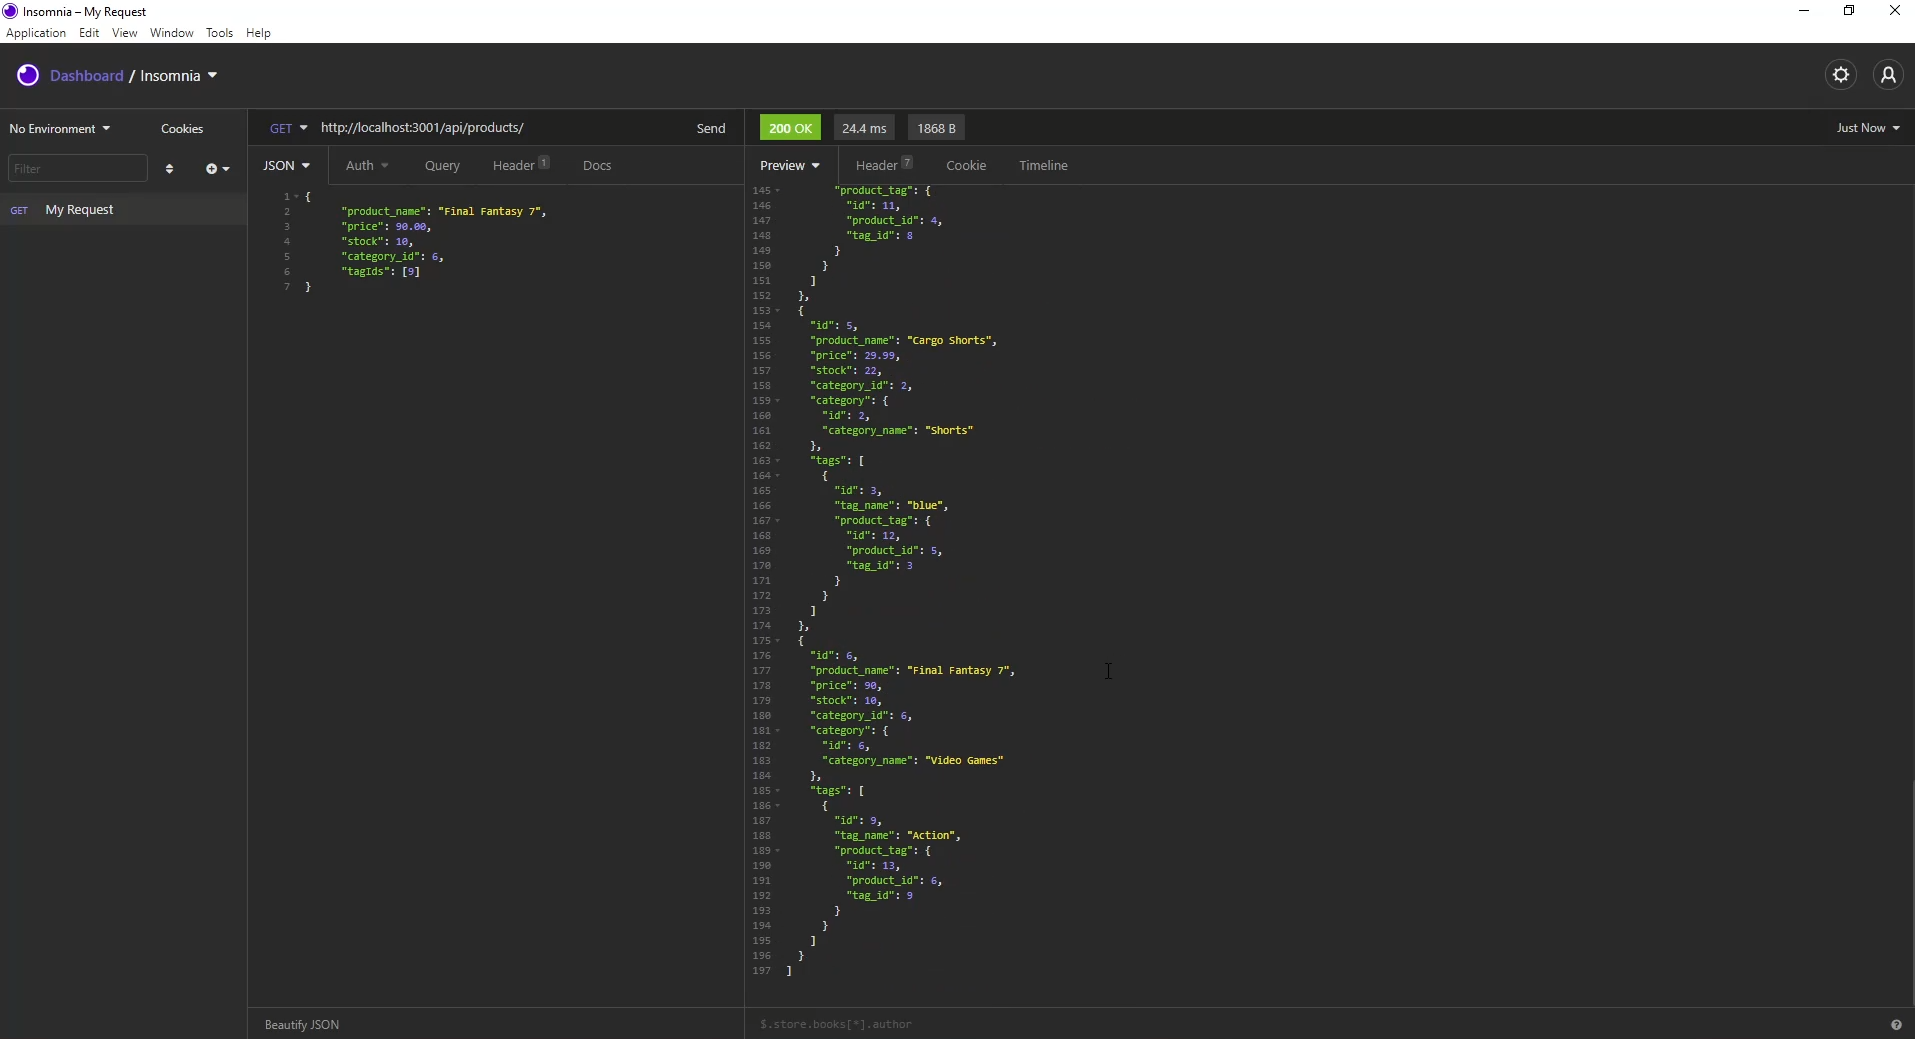 Insomnia – My Request
Application Edit View Window Tools Help
Dashboard / Insomnia
No Environment Cookies
GET http://localhost:3001/api/products/ Send
200 OK 24.4 ms 1868 B Just Now
Filter
JSON Auth Query Header 1 Docs
Preview Header 7 Cookie Timeline
GET My Request
1 {
2 "product_name": "Final Fantasy 7",
3 "price": 90.00,
4 "stock": 10,
5 "category_id": 6,
6 "tagIds": [9]
7 }
145 "product_tag": {
146 "id": 11,
147 "product_id": 4,
148 "tag_id": 8
149 }
150 }
151 ]
152 },
153 {
154 "id": 5,
155 "product_name": "Cargo Shorts",
156 "price": 29.99,
157 "stock": 22,
158 "category_id": 2,
159 "category": {
160 "id": 2,
161 "category_name": "Shorts"
162 },
163 "tags": [
164 {
165 "id": 3,
166 "tag_name": "blue",
167 "product_tag": {
168 "id": 12,
169 "product_id": 5,
170 "tag_id": 3
171 }
172 }
173 ]
174 },
175 {
176 "id": 6,
177 "product_name": "Final Fantasy 7",
178 "price": 90,
179 "stock": 10,
180 "category_id": 6,
181 "category": {
182 "id": 6,
183 "category_name": "Video Games"
184 },
185 "tags": [
186 {
187 "id": 9,
188 "tag_name": "Action",
189 "product_tag": {
190 "id": 13,
191 "product_id": 6,
192 "tag_id": 9
193 }
194 }
195 ]
196 }
197 ]
Beautify JSON
$.store.books[*].author